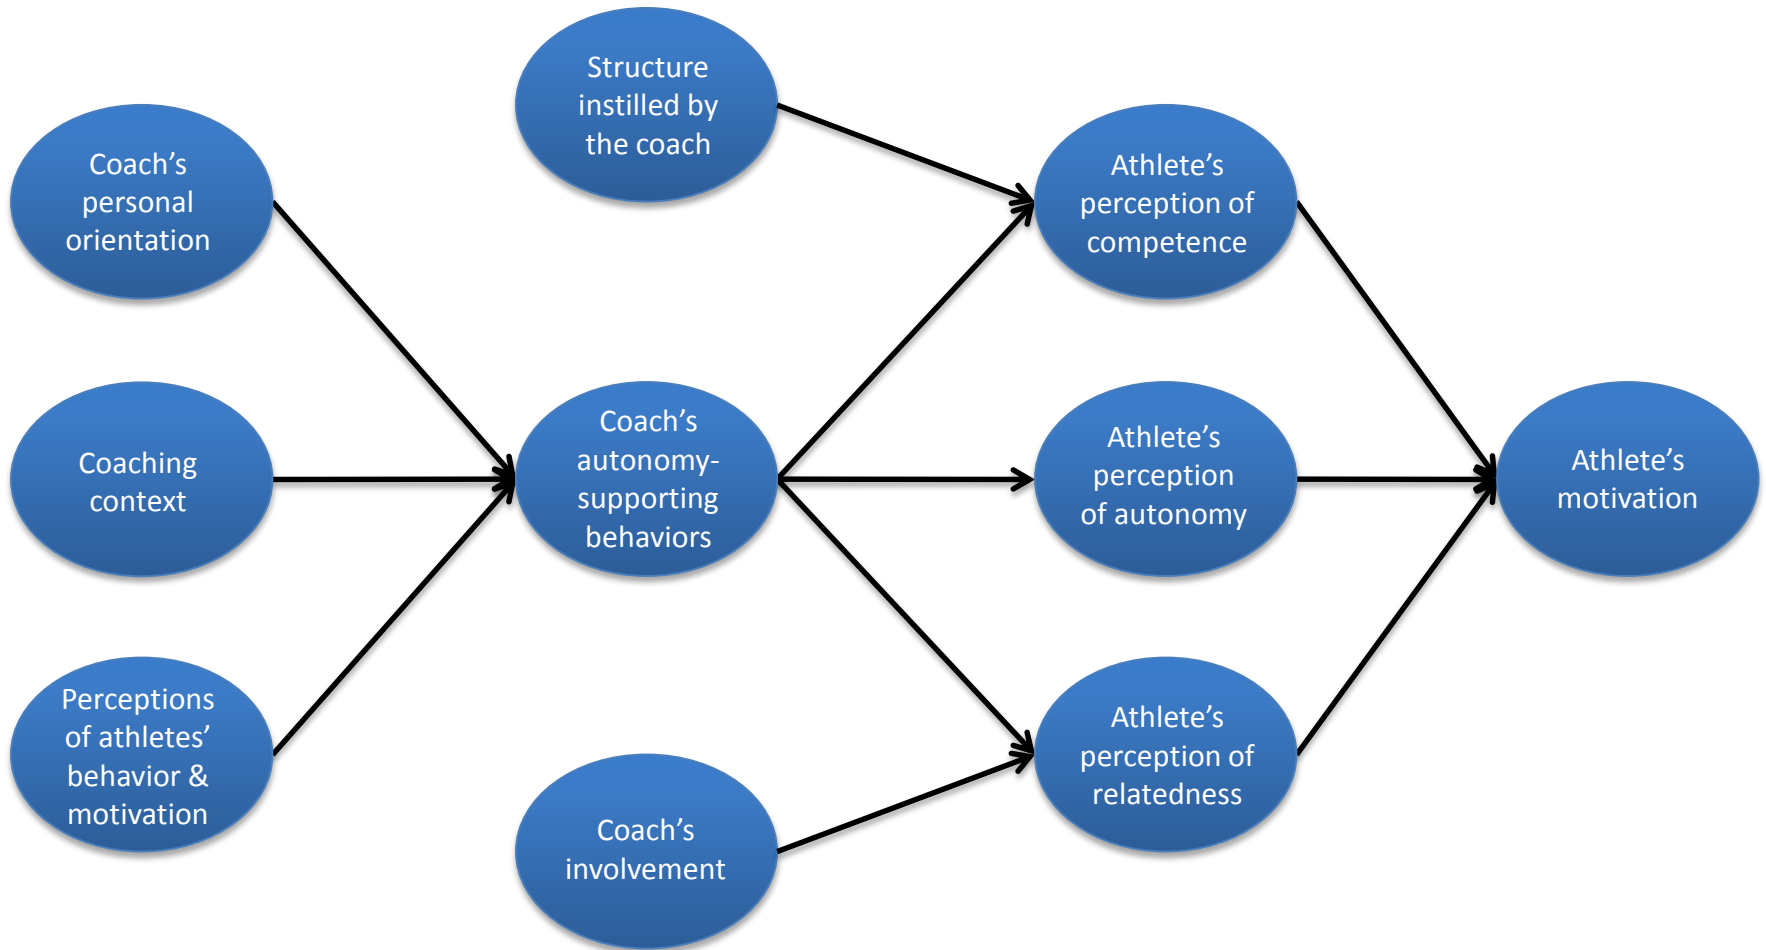 Structure
instilled by
the coach
Coach’s
personal
orientation
Athlete’s
perception of
competence
Coaching
context
Coach’s
autonomy-
supporting
behaviors
Athlete’s
perception
of autonomy
Athlete’s
motivation
Perceptions
of athletes’
behavior &
motivation
Athlete’s
perception of
relatedness
Coach’s
involvement